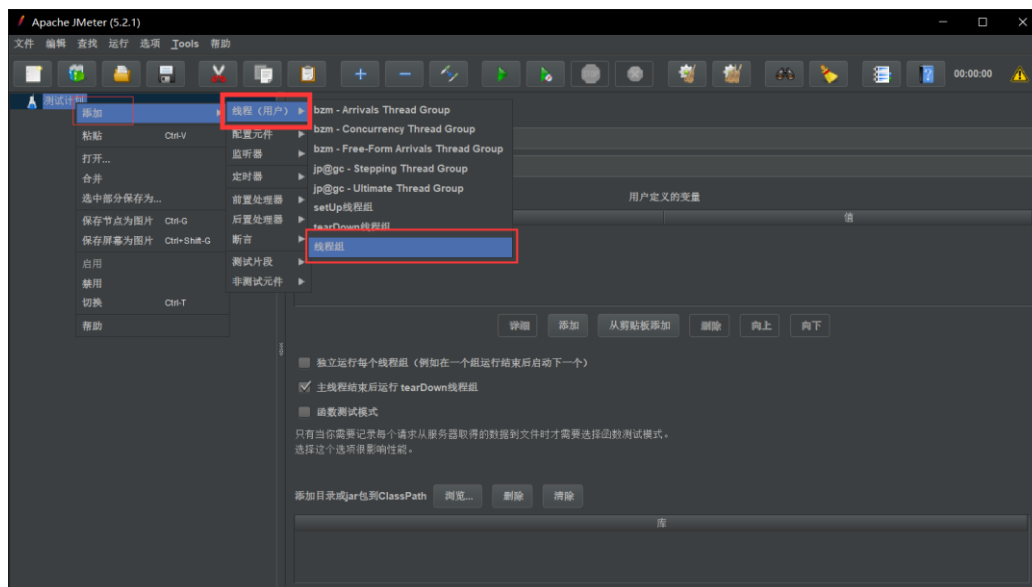 Apache JMeter (5.2.1)
文件 编辑 查找 运行 选项 Tools 帮助
00:00:00
测试计划
添加
粘贴 Ctrl-V
打开...
合并
选中部分保存为...
保存节点为图片 Ctrl-G
保存屏幕为图片 Ctrl+Shift-G
启用
禁用
切换 Ctrl-T
帮助
线程（用户）
配置元件
监听器
定时器
前置处理器
后置处理器
断言
测试片段
非测试元件
bzm - Arrivals Thread Group
bzm - Concurrency Thread Group
bzm - Free-Form Arrivals Thread Group
jp@gc - Stepping Thread Group
jp@gc - Ultimate Thread Group
setUp线程组
tearDown线程组
线程组
用户定义的变量
值
详细 添加 从剪贴板添加 删除 向上 向下
独立运行每个线程组（例如在一个组运行结束后启动下一个）
主线程结束后运行 tearDown线程组
函数测试模式
只有当你需要记录每个请求从服务器取得的数据到文件时才需要选择函数测试模式。
选择这个选项很影响性能。
添加目录或jar包到ClassPath 浏览... 删除 清除
库